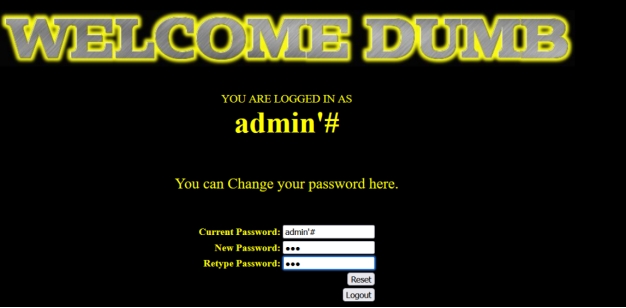 WELCOME DUMB
YOU ARE LOGGED IN AS
admin'#
You can Change your password here.
Current Password: admin'#
New Password: •••
Retype Password: •••
Reset
Logout